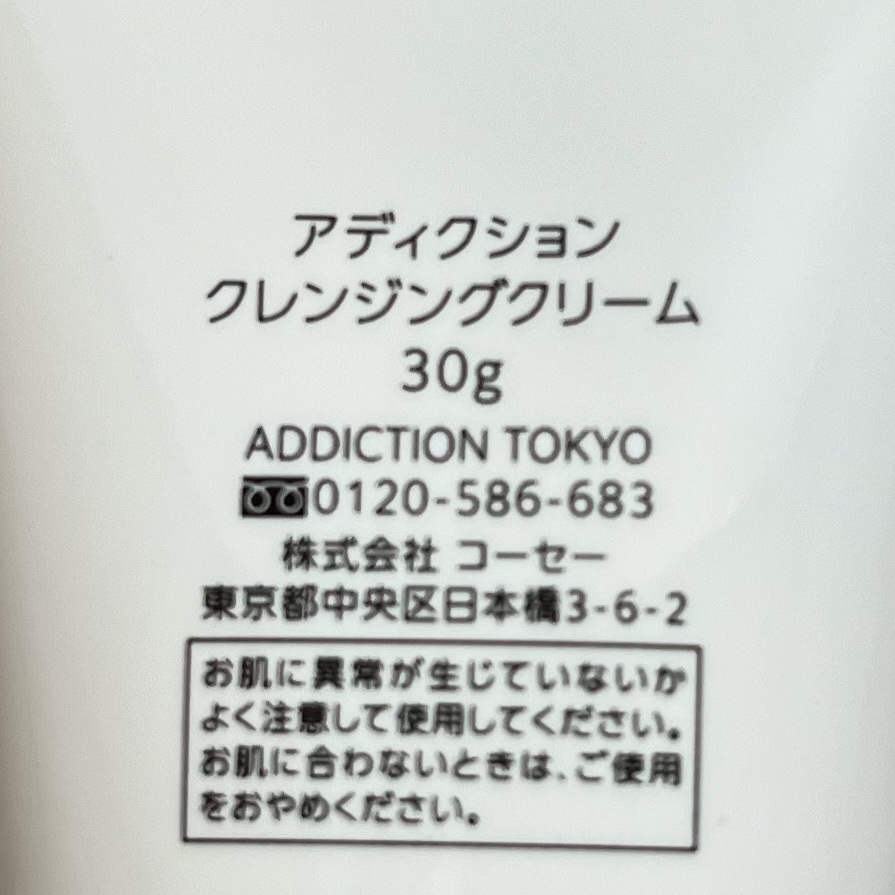 アディクション
クレンジングクリーム
30g
ADDICTION TOKYO
0120-586-683
株式会社 コーセー
東京都中央区日本橋3-6-2
お肌に異常が生じていないか
よく注意して使用してください。
お肌に合わないときは、ご使用
をおやめください。